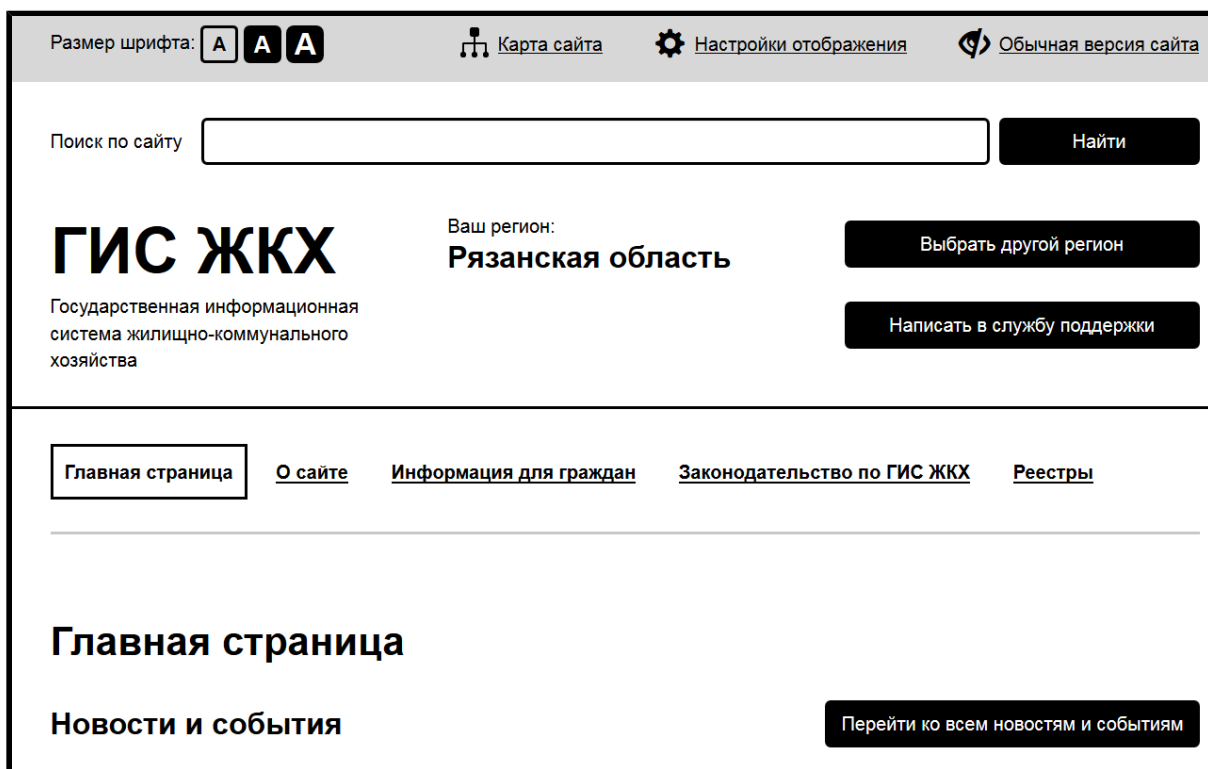 Размер шрифта: A A A Карта сайта Настройки отображения Обычная версия сайта
Поиск по сайту Найти
ГИС ЖКХ
Государственная информационная
система жилищно-коммунального
хозяйства
Ваш регион:
Рязанская область
Выбрать другой регион
Написать в службу поддержки
Главная страница О сайте Информация для граждан Законодательство по ГИС ЖКХ Реестры
Главная страница
Новости и события Перейти ко всем новостям и событиям